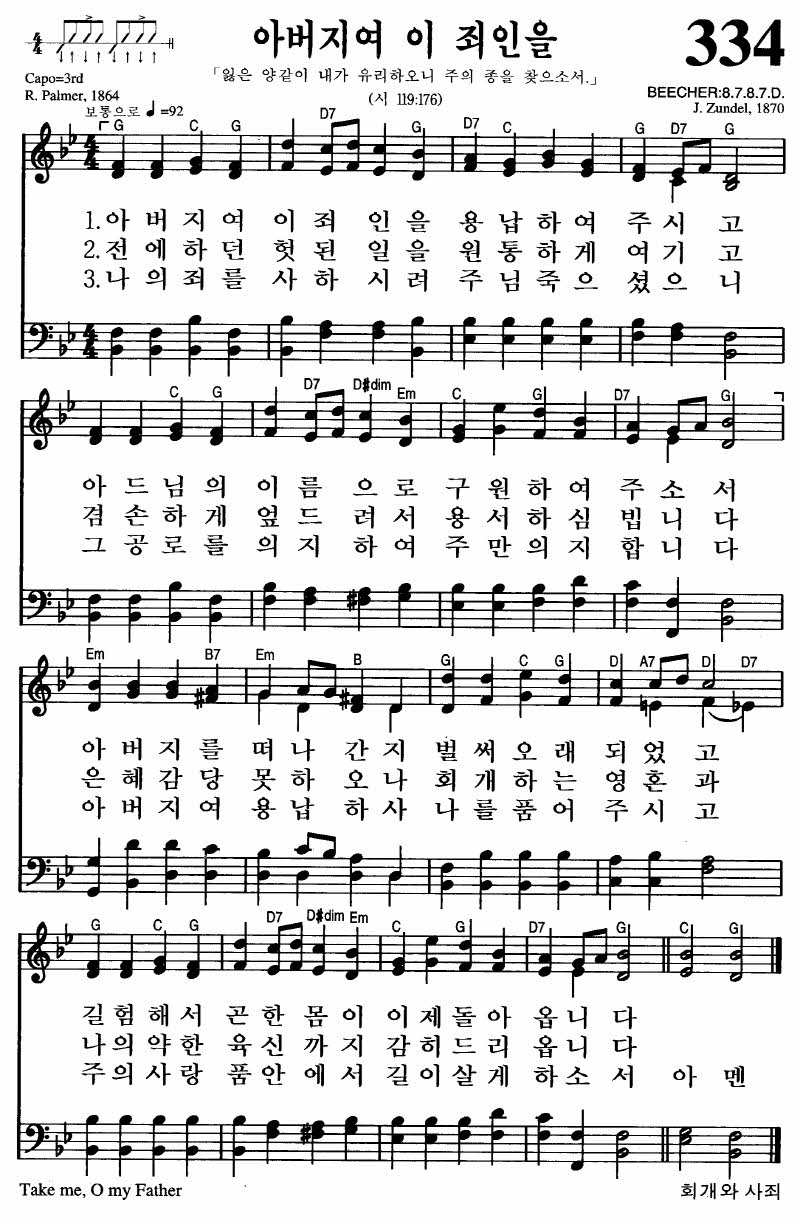 아버지여 이 죄인을
334
「잃은 양같이 내가 유리하오니 주의 종을 찾으소서.」
(시 119:176)
Capo=3rd
R. Palmer, 1864
BEECHER:8.7.8.7.D.
J. Zundel, 1870
보통으로 ♩=92
G C G D7 G C G D7 G
1.아 버 지 여 이 죄 인 을 용 납 하 여 주 시 고
2.전 에 하 던 헛 된 일 을 원 통 하 게 여 기 고
3.나 의 죄 를 사 하 시 려 주 님 죽 으 셨 으 니
C G D7 D#dim Em C G D7 G
아 드 님 의 이 름 으 로 구 원 하 여 주 소 서
겸 손 하 게 엎 드 려 서 용 서 하 심 빕 니 다
그 공 로 를 의 지 하 여 주 만 의 지 합 니 다
Em B7 Em B G C G D A7 D D7
아 버 지 를 떠 나 간 지 벌 써 오 래 되 었 고
은 혜 감 당 못 하 오 나 회 개 하 는 영 혼 과
아 버 지 여 용 납 하 사 나 를 품 어 주 시 고
G C G D7 D#dim Em C G D7 G C G
길 험 해 서 곤 한 몸 이 이 제 돌 아 옵 니 다
나 의 약 한 육 신 까 지 감 히 드 리 옵 니 다
주 의 사 랑 품 안 에 서 길 이 살 게 하 소 서 아 멘
Take me, O my Father
회개와 사죄